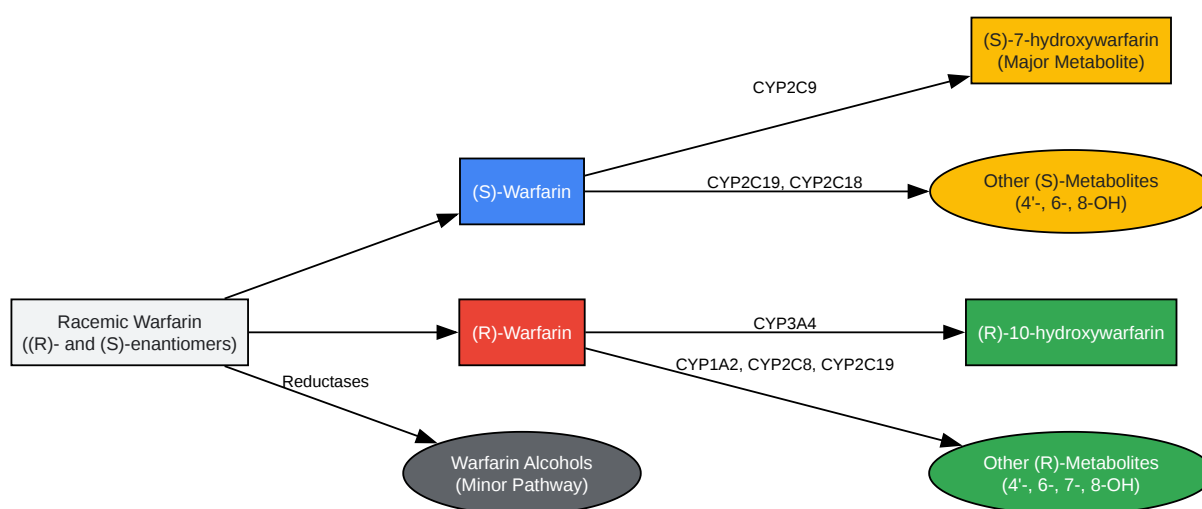 (S)-7-hydroxywarfarin
(Major Metabolite)
CYP2C9
(S)-Warfarin
CYP2C19, CYP2C18
Other (S)-Metabolites
(4'-, 6-, 8-OH)
Racemic Warfarin
((R)- and (S)-enantiomers)
(R)-Warfarin
CYP3A4
(R)-10-hydroxywarfarin
CYP1A2, CYP2C8, CYP2C19
Reductases
Warfarin Alcohols
(Minor Pathway)
Other (R)-Metabolites
(4'-, 6-, 7-, 8-OH)